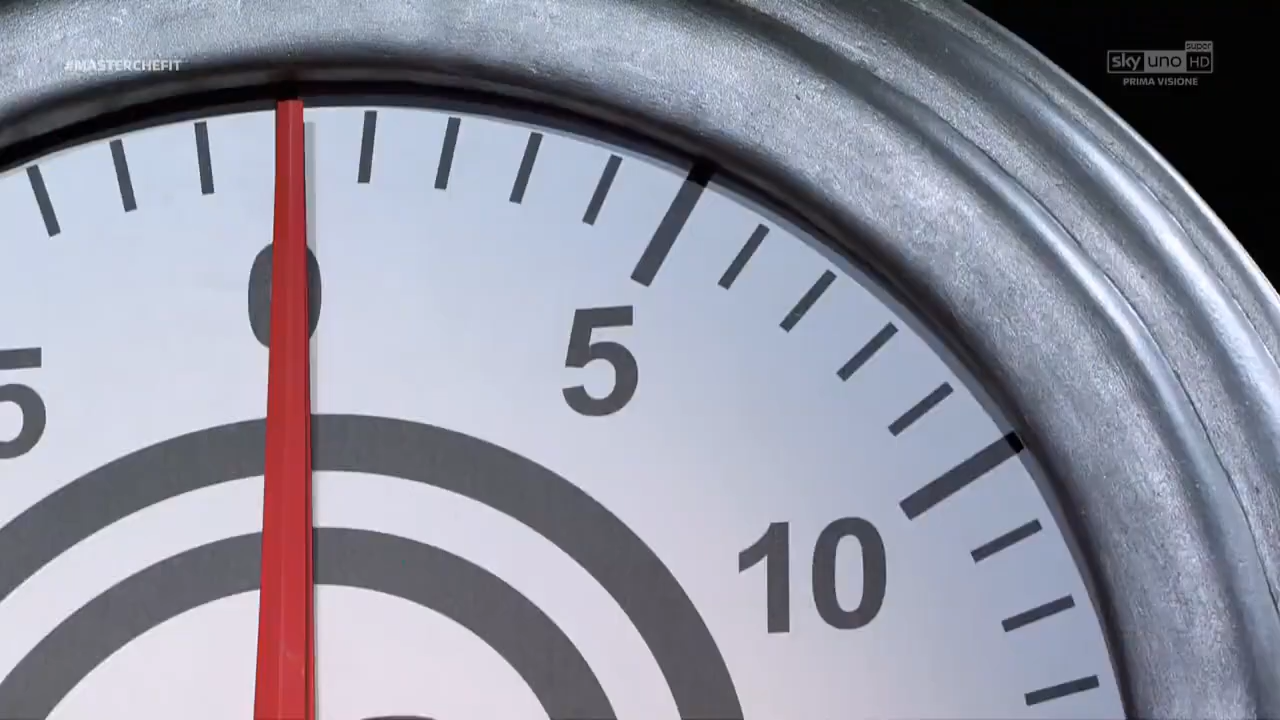 #MASTERCHEFIT
super
sky uno HD
PRIMA VISIONE
0
5
5
10